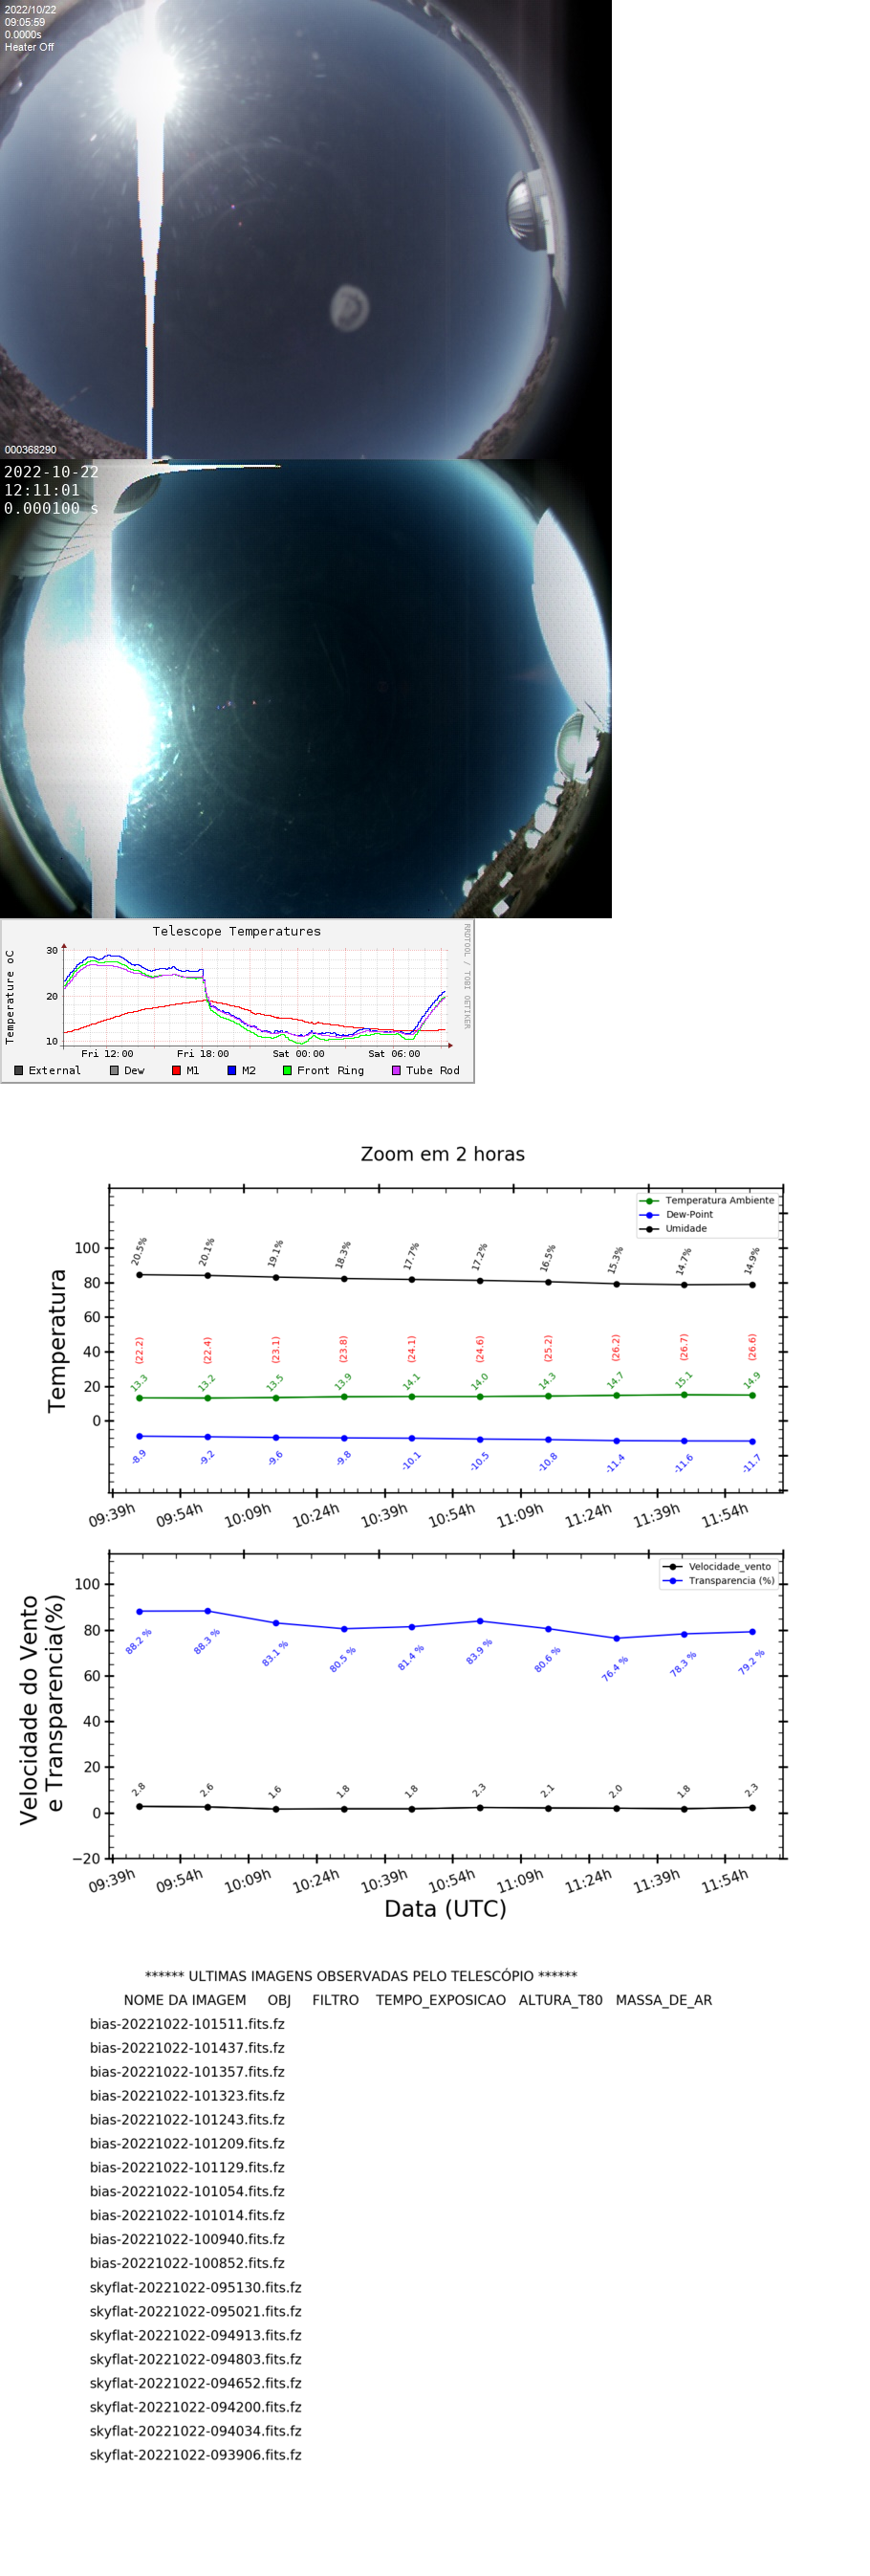 2022/10/22
09:05:59
0.0000s
Heater Off
000368290
2022-10-22
12:11:01
0.000100 s
Telescope Temperatures
RRDTOOL / TOBI OETIKER
Temperature oC
30
20
10
Fri 12:00 Fri 18:00 Sat 00:00 Sat 06:00
External Dew M1 M2 Front Ring Tube Rod
Zoom em 2 horas
Temperatura Ambiente
Dew-Point
Umidade
Temperatura
100
80
60
40
20
0
20.5% 20.1% 19.1% 18.3% 17.7% 17.2% 16.5% 15.3% 14.7% 14.9%
(22.2) (22.4) (23.1) (23.8) (24.1) (24.6) (25.2) (26.2) (26.7) (26.6)
13.3 13.2 13.5 13.9 14.1 14.0 14.3 14.7 15.1 14.9
-8.9 -9.2 -9.6 -9.8 -10.1 -10.5 -10.8 -11.4 -11.6 -11.7
09:39h 09:54h 10:09h 10:24h 10:39h 10:54h 11:09h 11:24h 11:39h 11:54h
Velocidade_vento
Transparencia (%)
Velocidade do Vento
e Transparencia(%)
100
80
60
40
20
0
−20
88.2 % 88.3 % 83.1 % 80.5 % 81.4 % 83.9 % 80.6 % 76.4 % 78.3 % 79.2 %
2.8 2.6 1.6 1.8 1.8 2.3 2.1 2.0 1.8 2.3
09:39h 09:54h 10:09h 10:24h 10:39h 10:54h 11:09h 11:24h 11:39h 11:54h
Data (UTC)
****** ULTIMAS IMAGENS OBSERVADAS PELO TELESCÓPIO ******
NOME DA IMAGEM OBJ FILTRO TEMPO_EXPOSICAO ALTURA_T80 MASSA_DE_AR
bias-20221022-101511.fits.fz
bias-20221022-101437.fits.fz
bias-20221022-101357.fits.fz
bias-20221022-101323.fits.fz
bias-20221022-101243.fits.fz
bias-20221022-101209.fits.fz
bias-20221022-101129.fits.fz
bias-20221022-101054.fits.fz
bias-20221022-101014.fits.fz
bias-20221022-100940.fits.fz
bias-20221022-100852.fits.fz
skyflat-20221022-095130.fits.fz
skyflat-20221022-095021.fits.fz
skyflat-20221022-094913.fits.fz
skyflat-20221022-094803.fits.fz
skyflat-20221022-094652.fits.fz
skyflat-20221022-094200.fits.fz
skyflat-20221022-094034.fits.fz
skyflat-20221022-093906.fits.fz